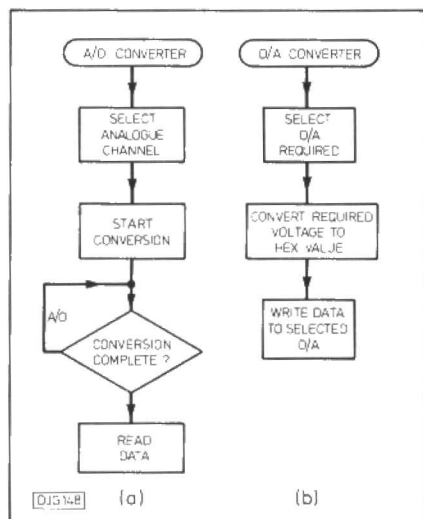 A/D CONVERTER
SELECT
ANALOGUE
CHANNEL
START
CONVERSION
A/D
CONVERSION
COMPLETE ?
READ
DATA
(a)
D/A CONVERTER
SELECT
D/A
REQUIRED
CONVERT REQUIRED
VOLTAGE TO
HEX VALUE
WRITE DATA
TO SELECTED
D/A
(b)